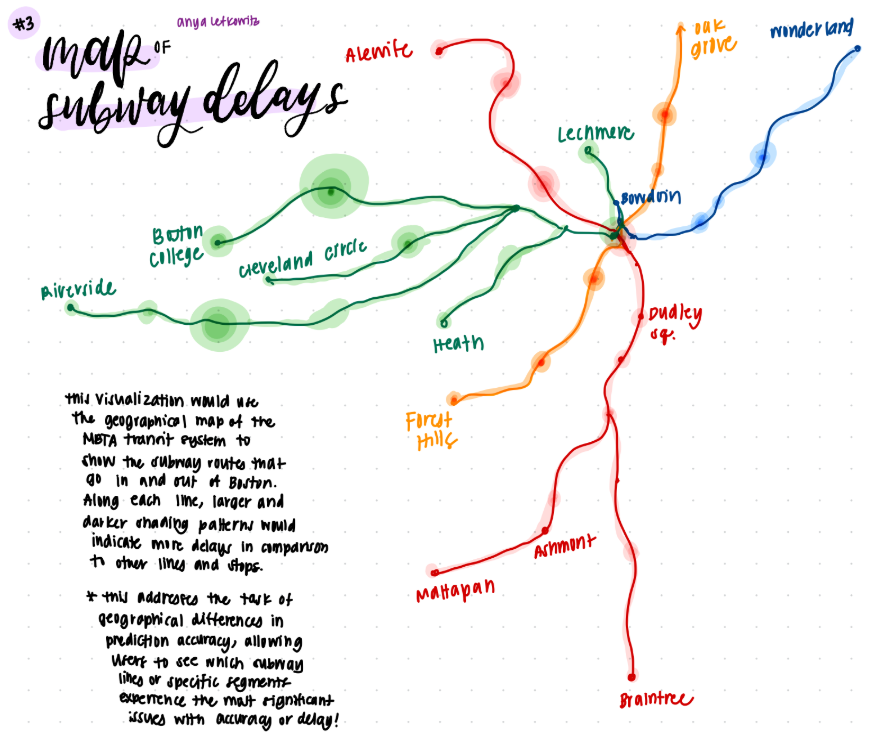 #3
anya letkowitz
map OF
subway delays
Alewife
oak
grove
wonderland
Lechmere
Bowdoin
Boston
college
cleveland circle
Riverside
Heath
Dudley
sq.
Forest
Hills
Ashmont
Mattapan
Braintree
this visualization would use
the geographical map of the
MBTA transit system to
show the subway routes that
go in and out of Boston.
Along each line, larger and
darker shading patterns would
indicate more delays in comparison
to other lines and stops.
* this addresses the task of
geographical differences in
prediction accuracy, allowing
users to see which subway
lines or specific segments
experience the most significant
issues with accuracy or delay!